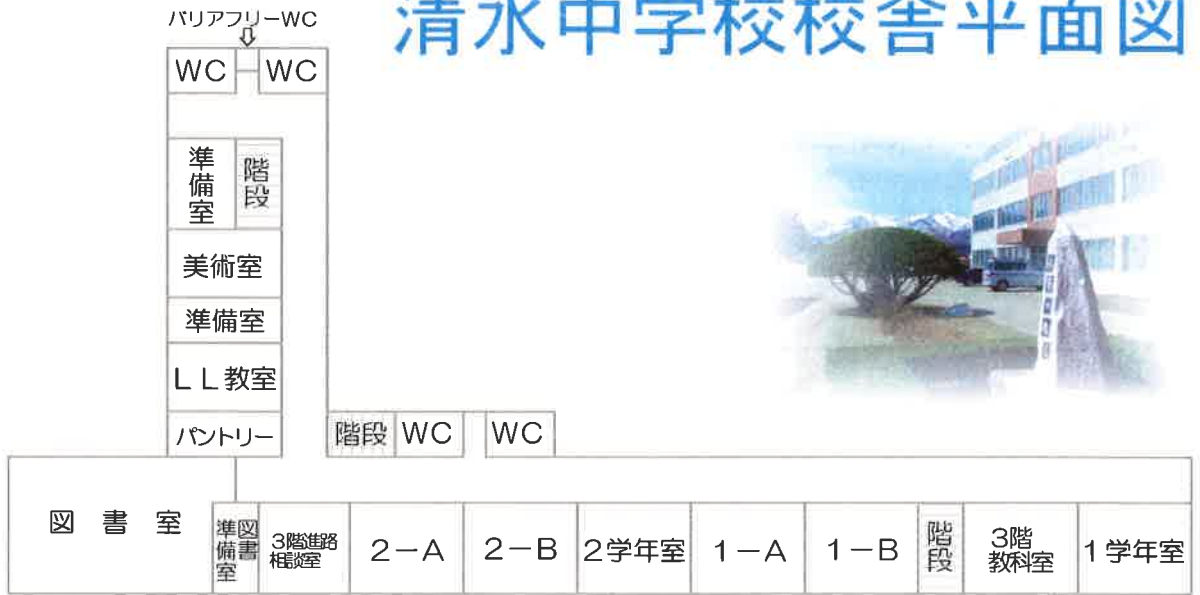 清水中学校校舎平面図
バリアフリーWC
WC
WC
準備室
階段
美術室
準備室
LL教室
パントリー
階段
WC
WC
図書室
図書
準備室
3階進路
相談室
2-A
2-B
2学年室
1-A
1-B
階段
3階
教科室
1学年室